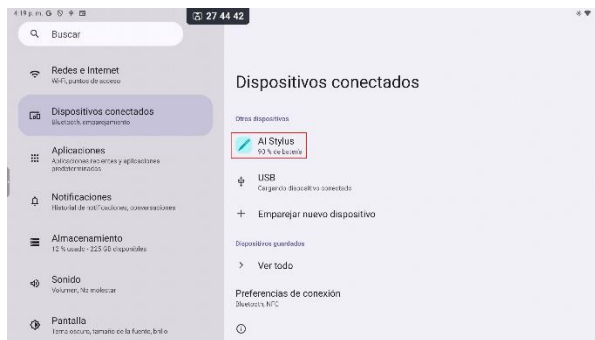 4:19 p. m.
27 44 42
Buscar
Redes e Internet
Wi-Fi, puntos de acceso
Dispositivos conectados
Bluetooth, emparejamiento
Aplicaciones
Aplicaciones recientes y aplicaciones
predeterminadas
Notificaciones
Historial de notificaciones, conversaciones
Almacenamiento
12 % usado - 225 GB disponibles
Sonido
Volumen, No molestar
Pantalla
Tema oscuro, tamaño de la fuente, brillo
Dispositivos conectados
Otros dispositivos
AI Stylus
90 % de batería
USB
Cargando dispositivo conectado
Emparejar nuevo dispositivo
Dispositivos guardados
Ver todo
Preferencias de conexión
Bluetooth, NFC